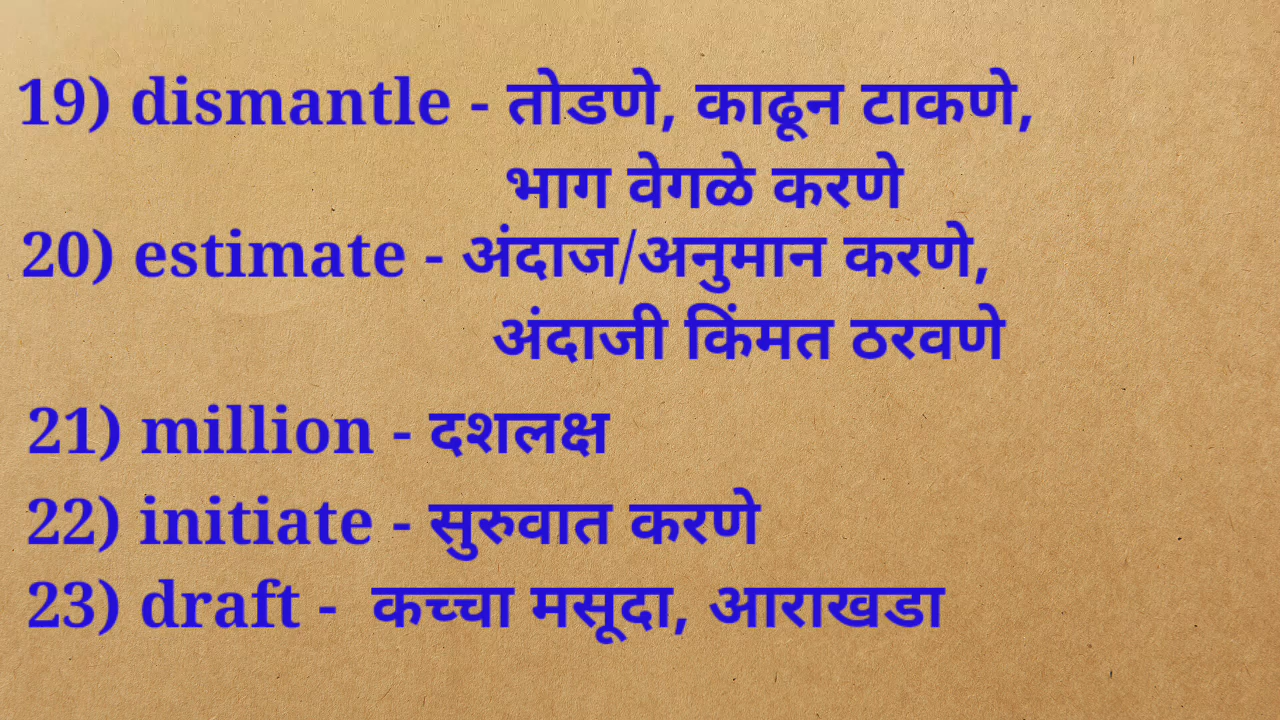 19) dismantle - तोडणे, काढून टाकणे,
भाग वेगळे करणे
20) estimate - अंदाज/अनुमान करणे,
अंदाजी किंमत ठरवणे
21) million - दशलक्ष
22) initiate - सुरुवात करणे
23) draft - कच्चा मसूदा, आराखडा